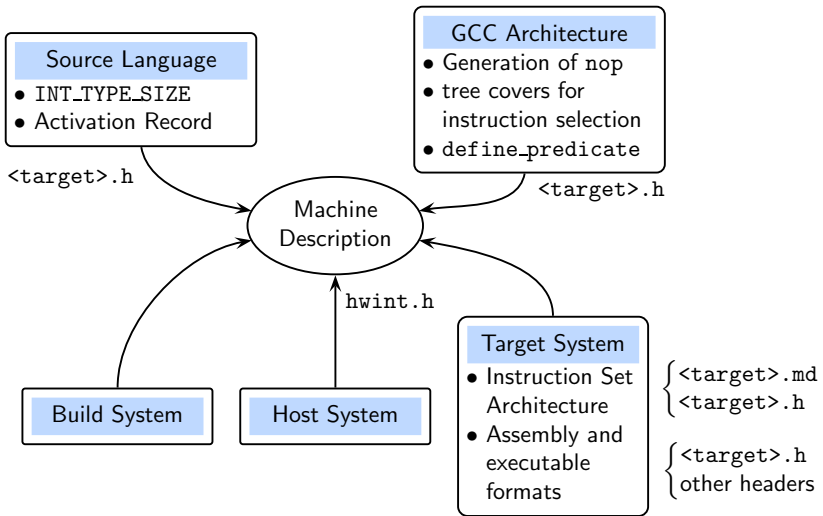 Source Language
• INT_TYPE_SIZE
• Activation Record
<target>.h
GCC Architecture
• Generation of nop
• tree covers for
instruction selection
• define_predicate
<target>.h
Machine
Description
hwint.h
Build System
Host System
Target System
• Instruction Set
Architecture
• Assembly and
executable
formats
<target>.md
<target>.h
<target>.h
other headers